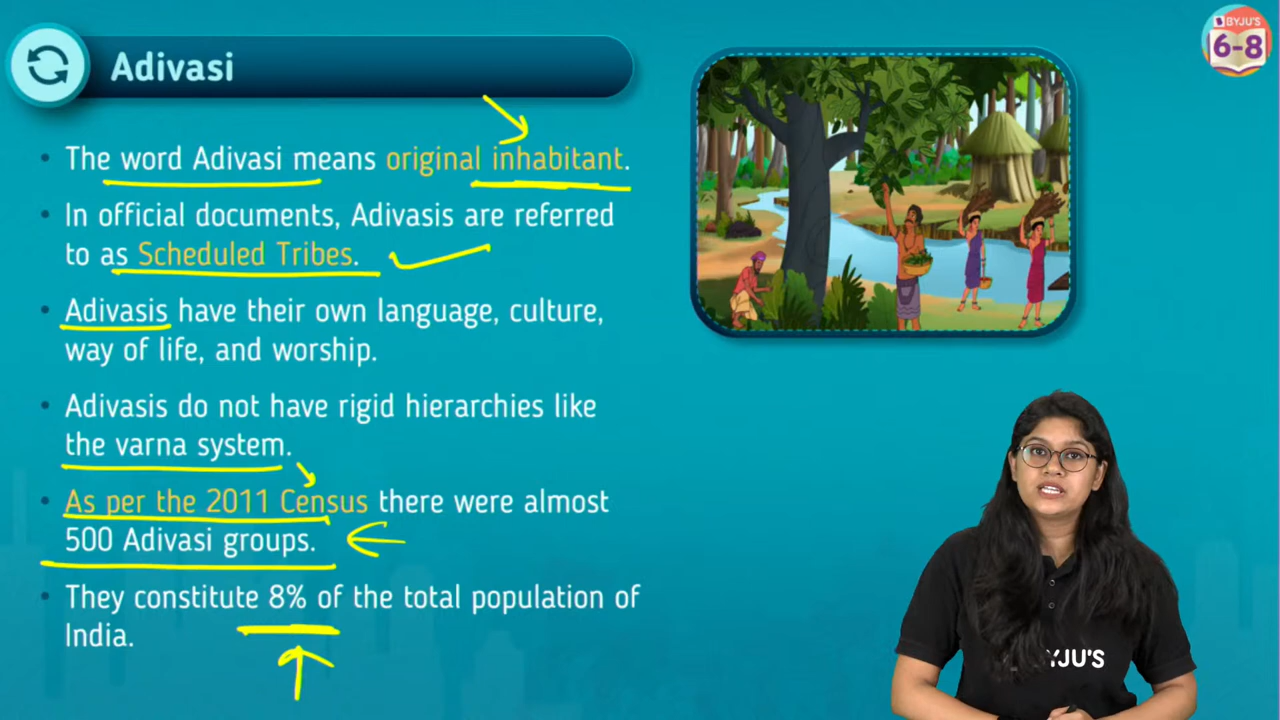 BYJU'S
6-8
Adivasi
• The word Adivasi means original inhabitant.
• In official documents, Adivasis are referred
to as Scheduled Tribes.
• Adivasis have their own language, culture,
way of life, and worship.
• Adivasis do not have rigid hierarchies like
the varna system.
• As per the 2011 Census there were almost
500 Adivasi groups.
• They constitute 8% of the total population of
India.
YJU'S